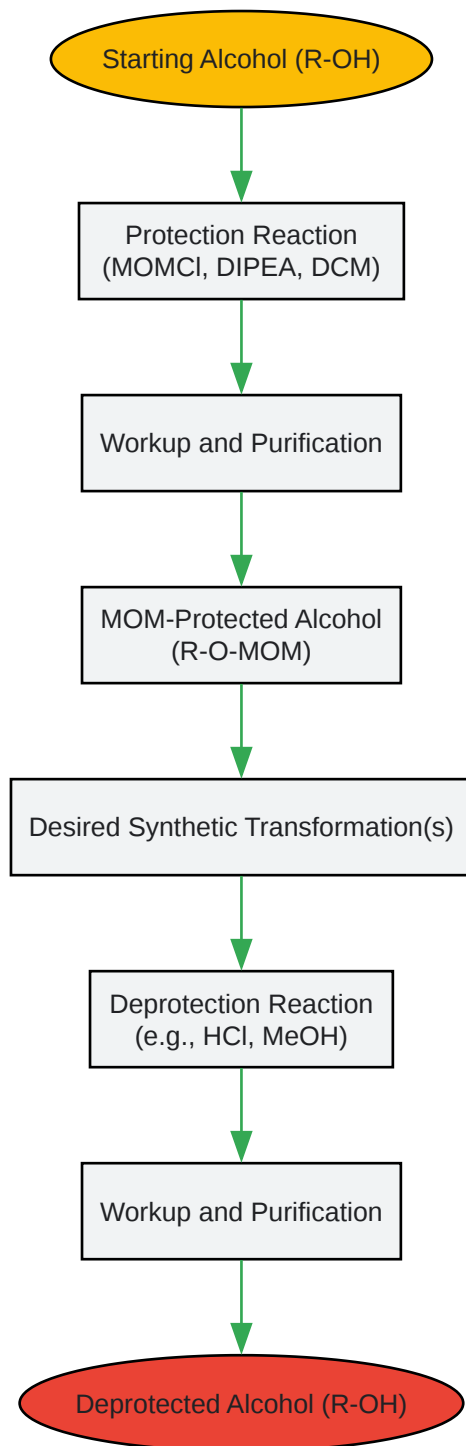 Starting Alcohol (R-OH)
Protection Reaction
(MOMCl, DIPEA, DCM)
Workup and Purification
MOM-Protected Alcohol
(R-O-MOM)
Desired Synthetic Transformation(s)
Deprotection Reaction
(e.g., HCl, MeOH)
Workup and Purification
Deprotected Alcohol (R-OH)